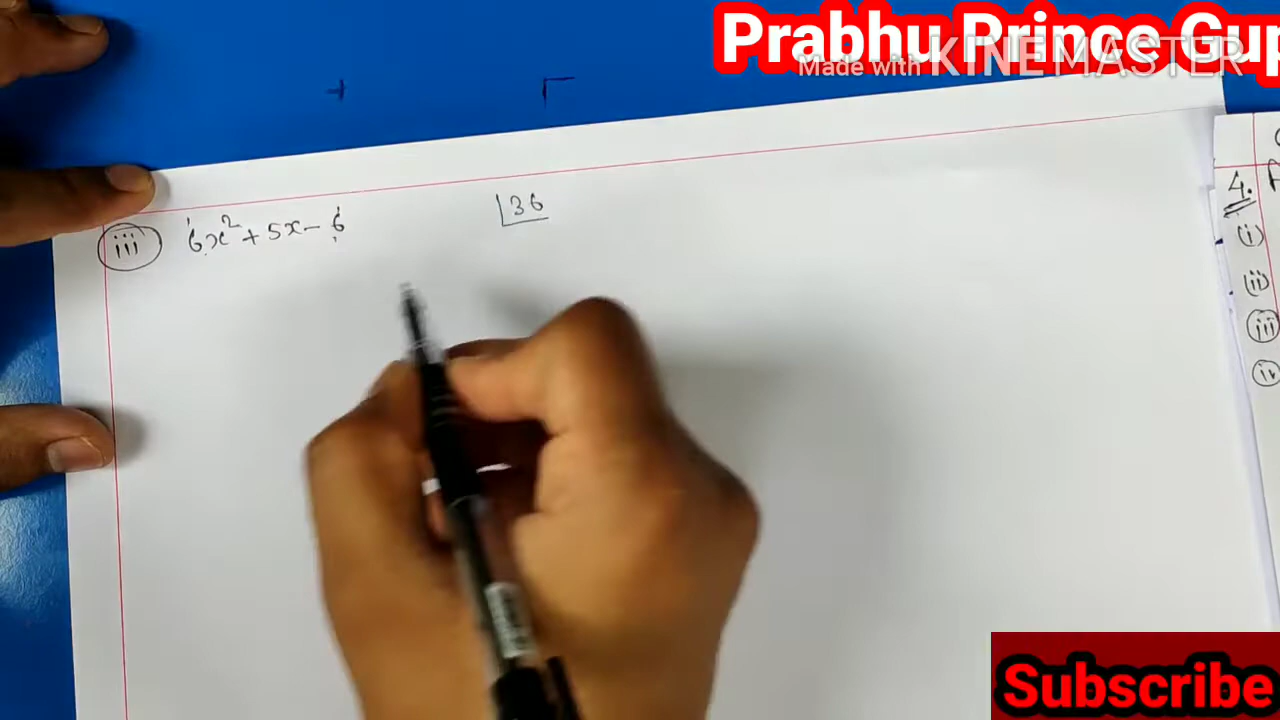 Prabhu Prince Gup
Made with KINEMASTER
iii 6x² + 5x - 6
36
4.
(i)
(ii)
(iii)
(iv
Subscribe